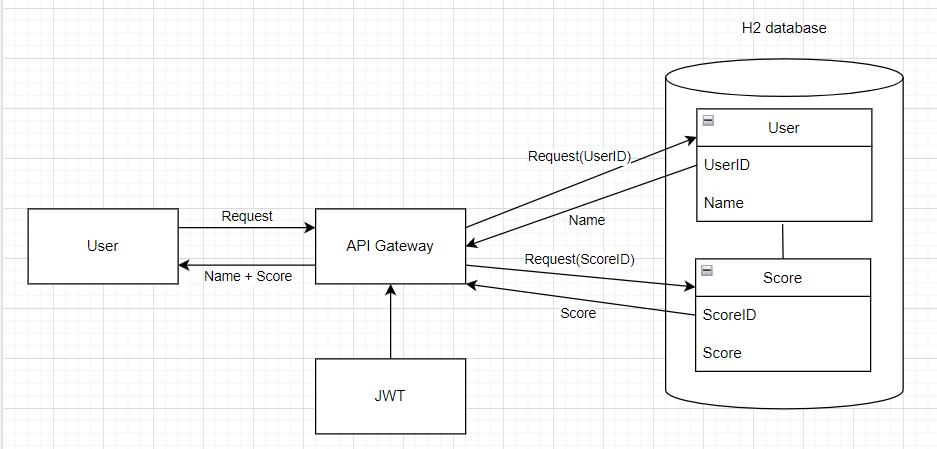 H2 database
User
UserID
Name
Request(UserID)
Name
Request
User
API Gateway
Name + Score
Request(ScoreID)
Score
Score
ScoreID
Score
JWT